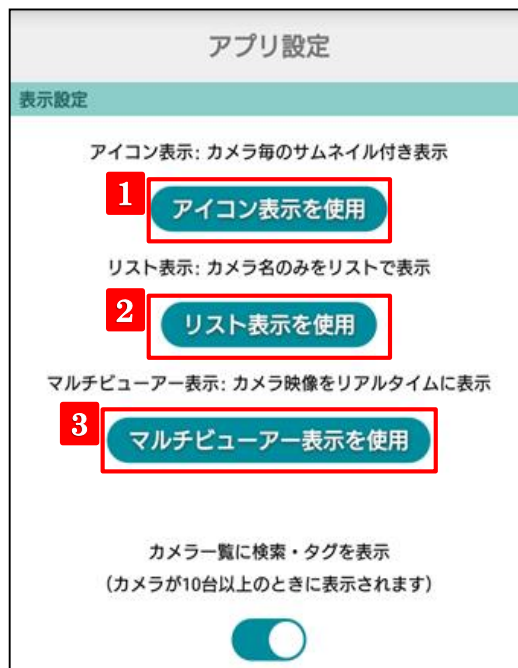 アプリ設定
表示設定
アイコン表示: カメラ毎のサムネイル付き表示
1
アイコン表示を使用
リスト表示: カメラ名のみをリストで表示
2
リスト表示を使用
マルチビューアー表示: カメラ映像をリアルタイムに表示
3
マルチビューアー表示を使用
カメラ一覧に検索・タグを表示
（カメラが10台以上のときに表示されます）